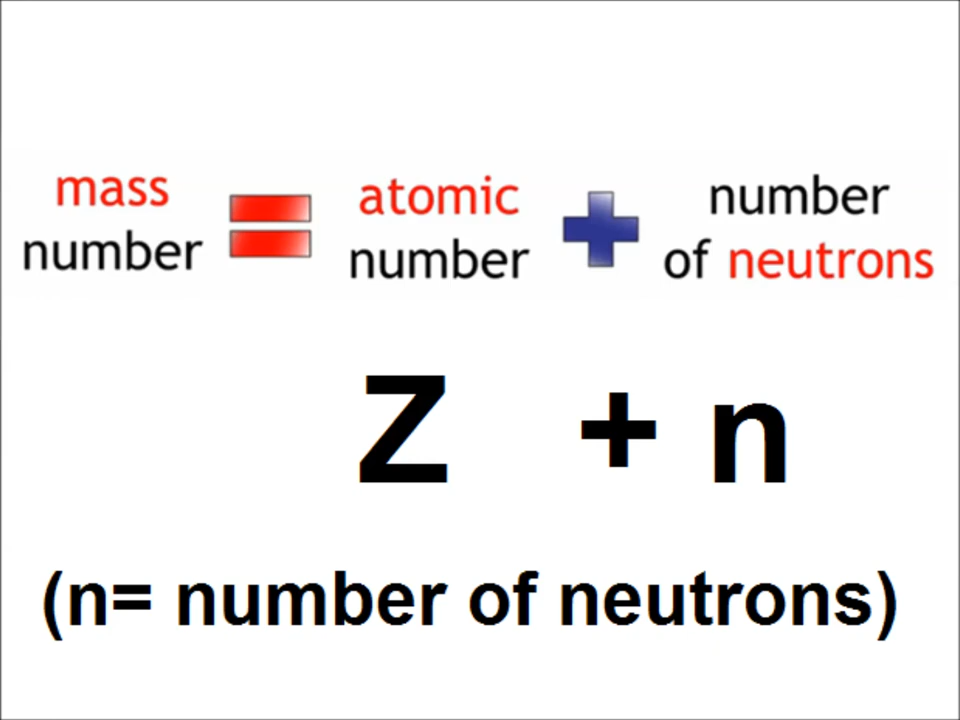 mass number = atomic number + number of neutrons
Z + n
(n= number of neutrons)